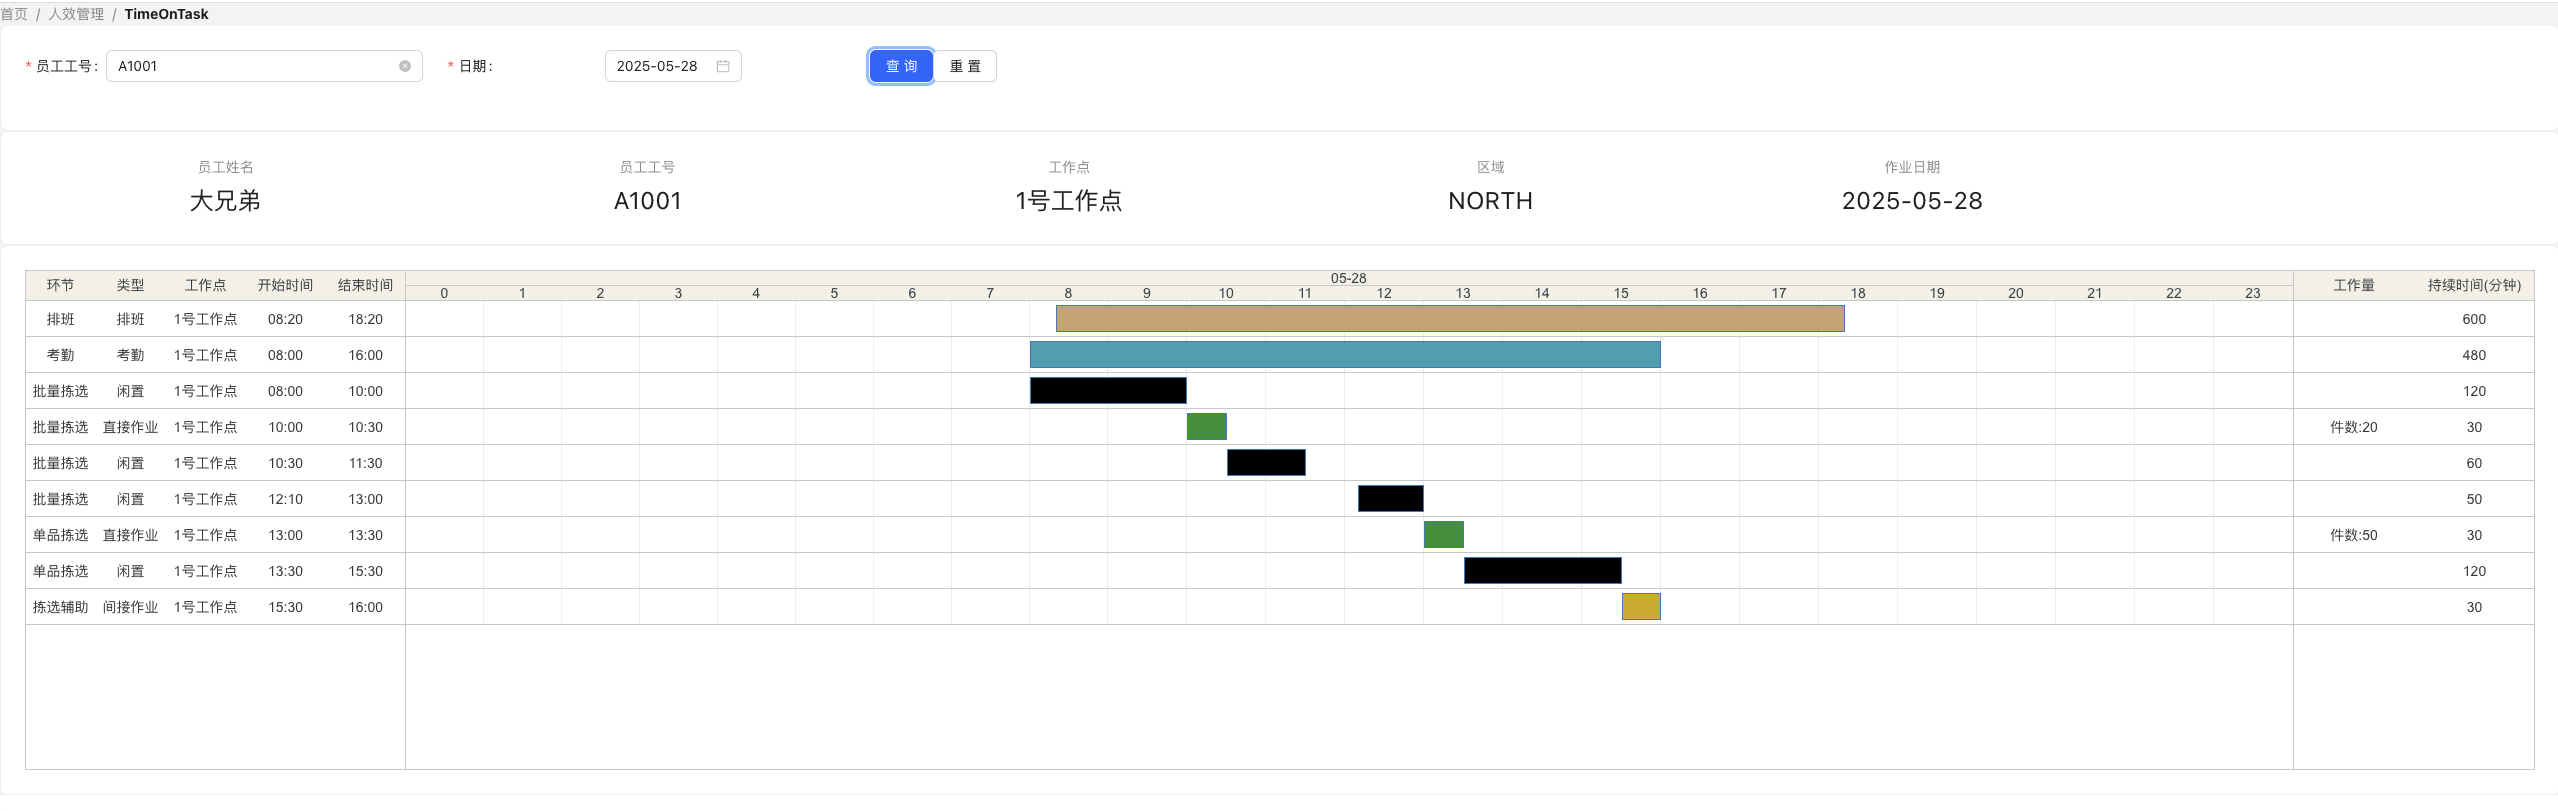 首页 / 人效管理 / TimeOnTask
* 员工工号: A1001 * 日期: 2025-05-28 查 询 重 置
员工姓名 员工工号 工作点 区域 作业日期
大兄弟 A1001 1号工作点 NORTH 2025-05-28
环节 类型 工作点 开始时间 结束时间 05-28 工作量 持续时间(分钟)
0 1 2 3 4 5 6 7 8 9 10 11 12 13 14 15 16 17 18 19 20 21 22 23
排班 排班 1号工作点 08:20 18:20 600
考勤 考勤 1号工作点 08:00 16:00 480
批量拣选 闲置 1号工作点 08:00 10:00 120
批量拣选 直接作业 1号工作点 10:00 10:30 件数:20 30
批量拣选 闲置 1号工作点 10:30 11:30 60
批量拣选 闲置 1号工作点 12:10 13:00 50
单品拣选 直接作业 1号工作点 13:00 13:30 件数:50 30
单品拣选 闲置 1号工作点 13:30 15:30 120
拣选辅助 间接作业 1号工作点 15:30 16:00 30